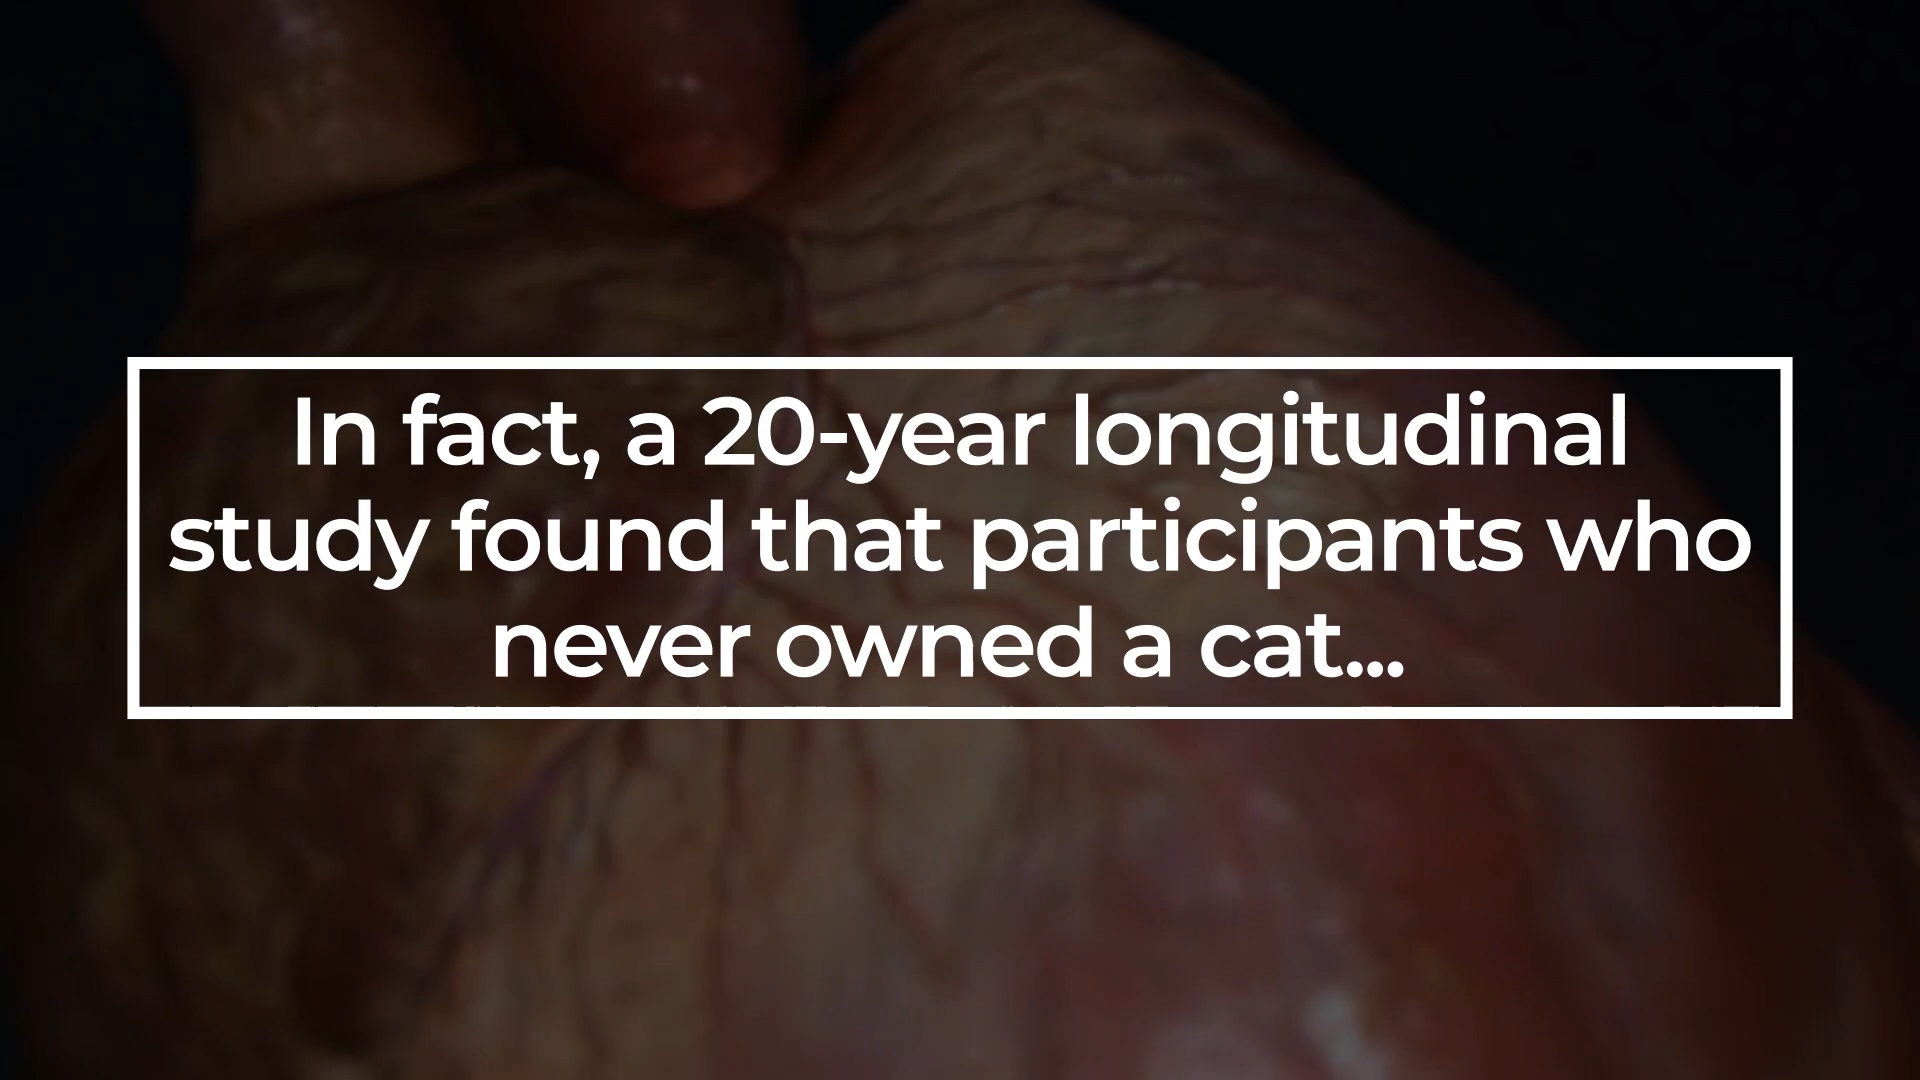 In fact, a 20-year longitudinal
study found that participants who
never owned a cat...